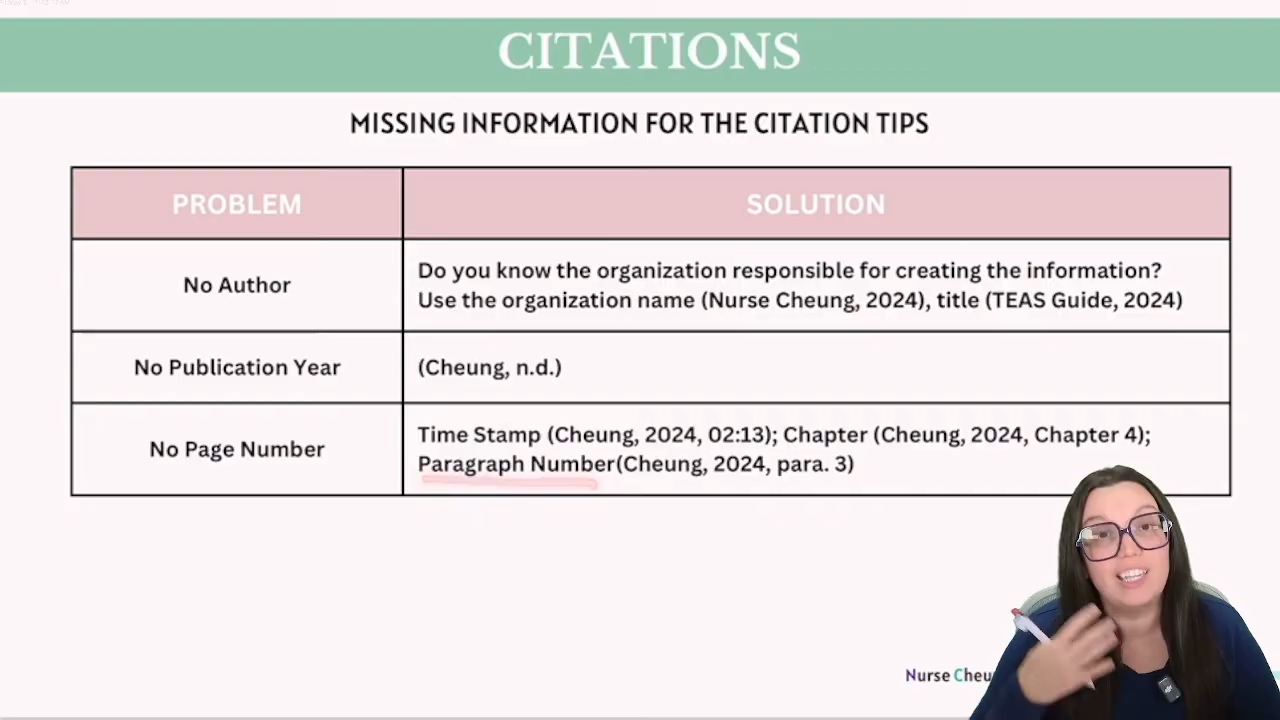 CITATIONS
MISSING INFORMATION FOR THE CITATION TIPS
PROBLEM
SOLUTION
No Author
Do you know the organization responsible for creating the information?
Use the organization name (Nurse Cheung, 2024), title (TEAS Guide, 2024)
No Publication Year
(Cheung, n.d.)
No Page Number
Time Stamp (Cheung, 2024, 02:13); Chapter (Cheung, 2024, Chapter 4);
Paragraph Number(Cheung, 2024, para. 3)
Nurse Cheu